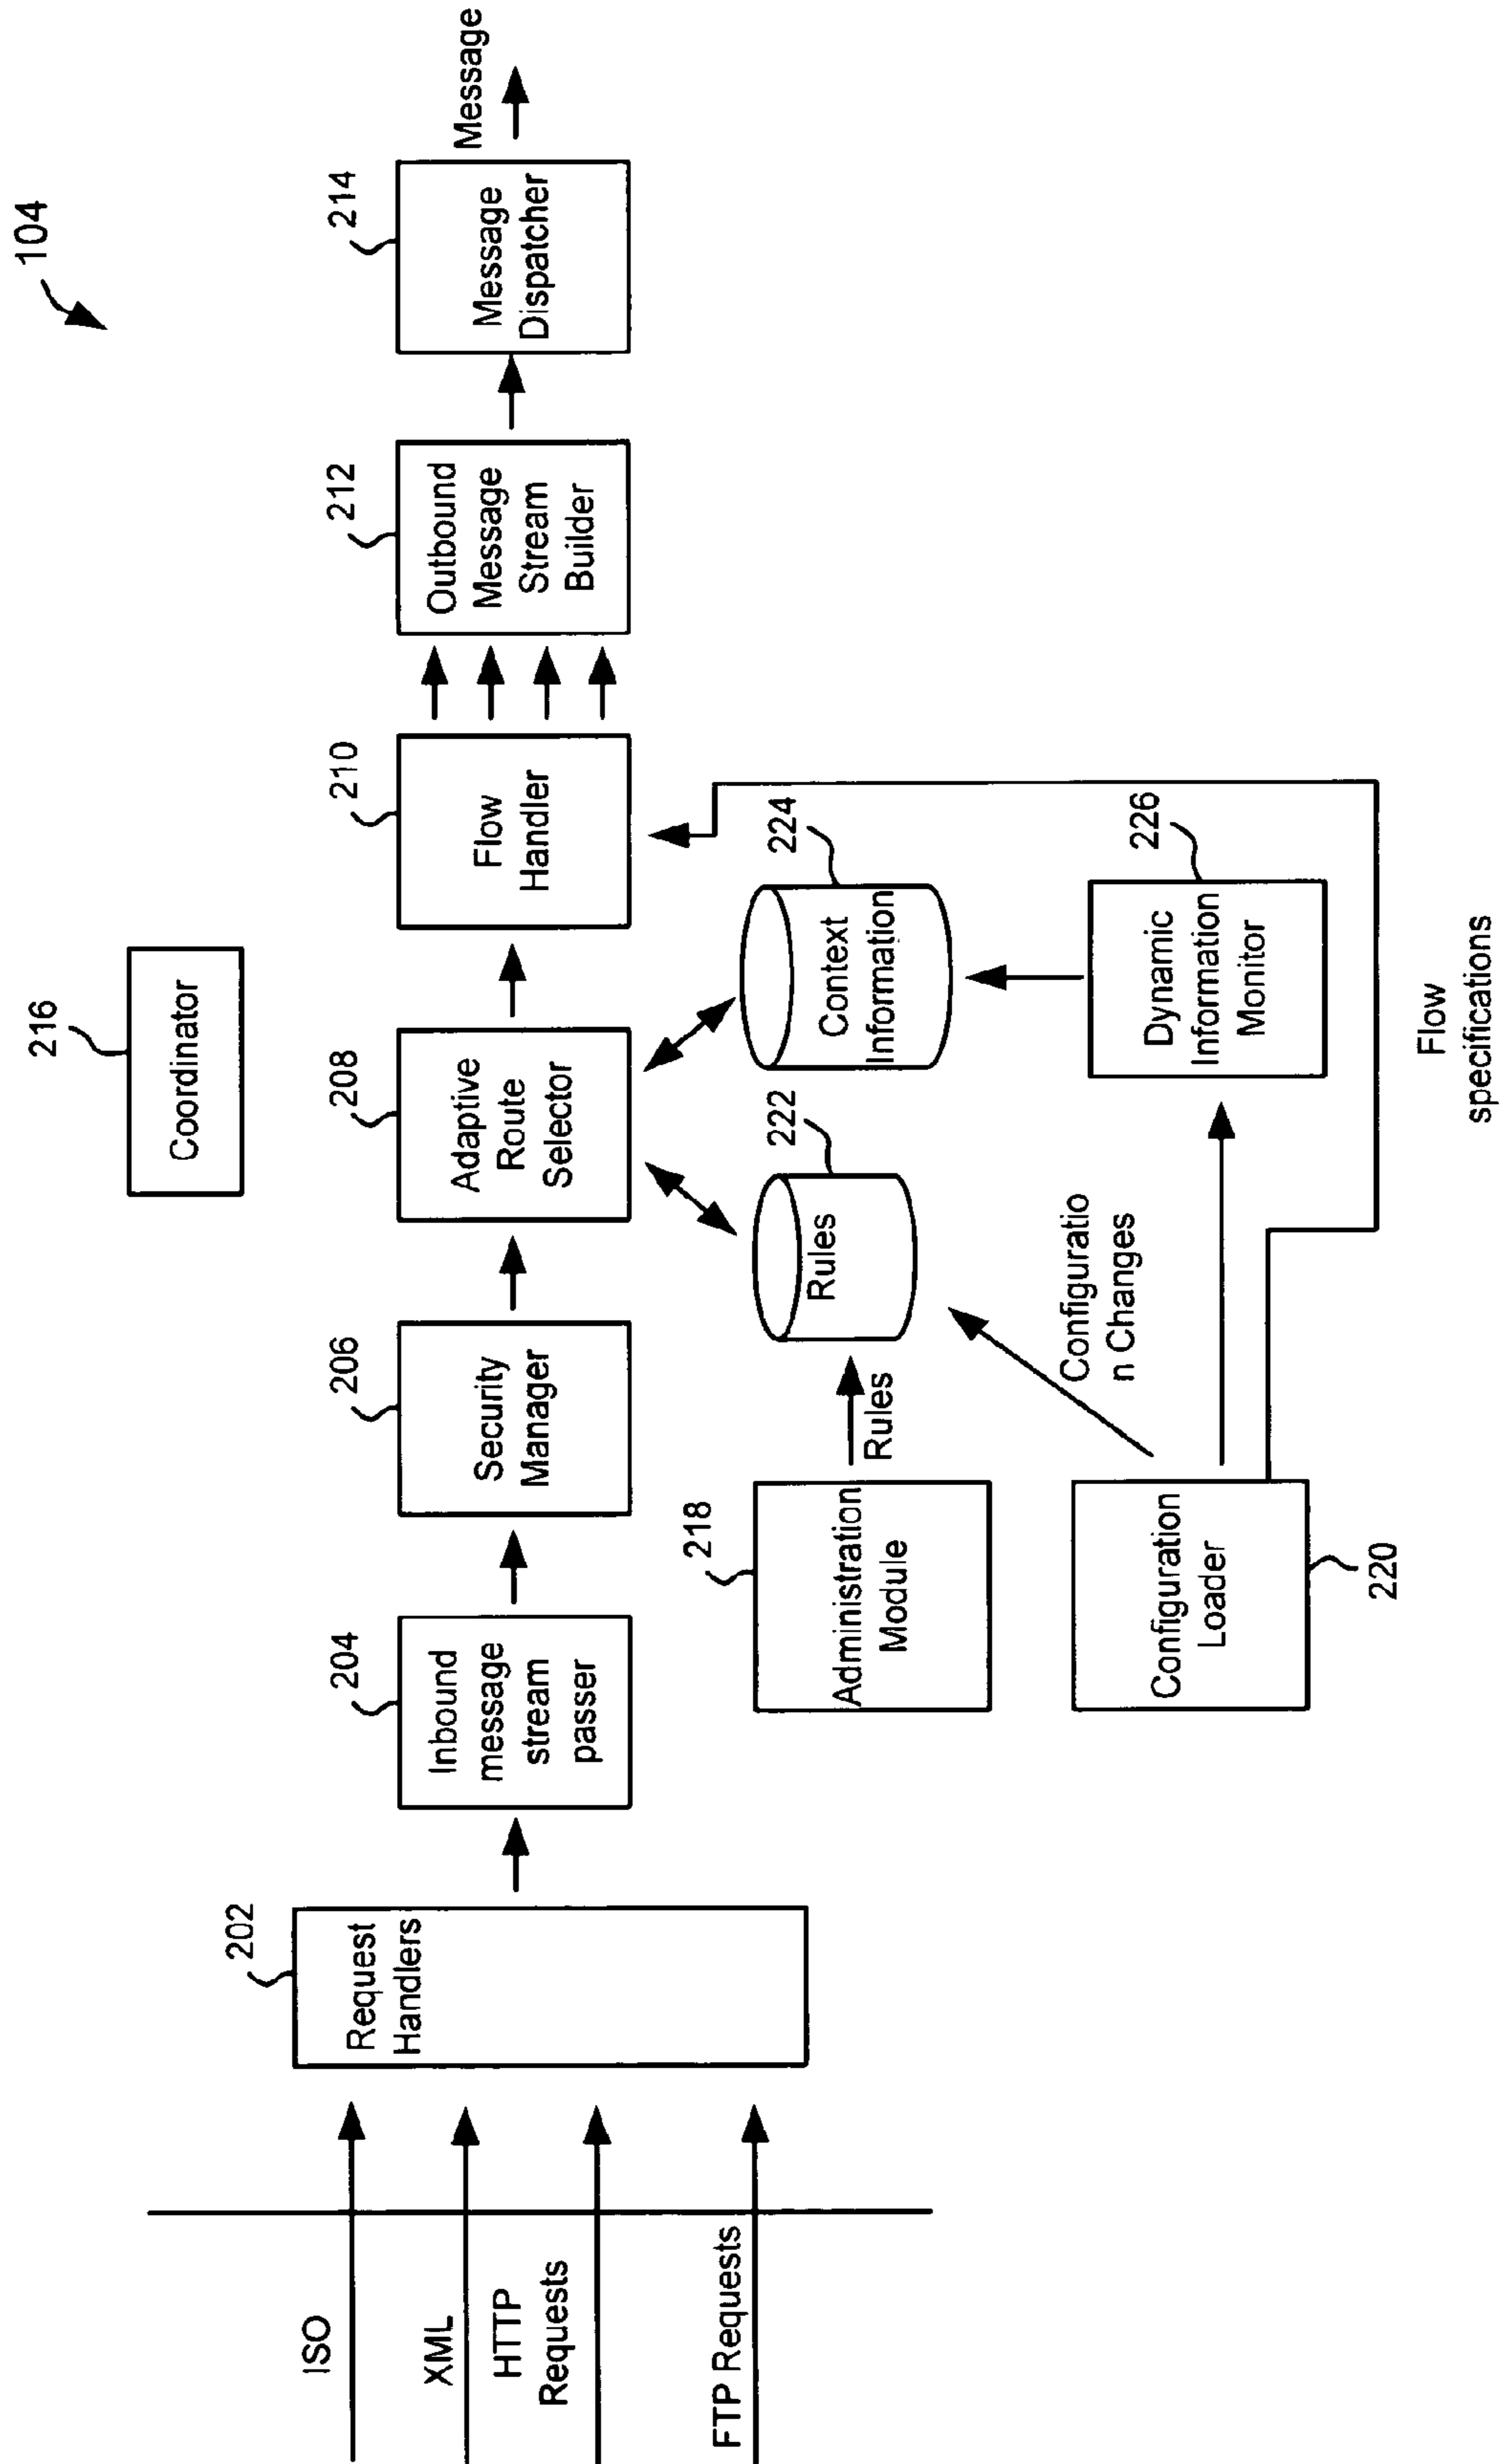 104
216
Coordinator
202
Request
Handlers
204
Inbound
message
stream
passer
206
Security
Manager
208
Adaptive
Route
Selector
210
Flow
Handler
212
Outbound
Message
Stream
Builder
214
Message
Dispatcher
Message
ISO
XML
HTTP
Requests
FTP Requests
218
Administration
Module
Rules
222
Rules
224
Context
Information
220
Configuration
Loader
Configuratio
n Changes
226
Dynamic
Information
Monitor
Flow
specifications